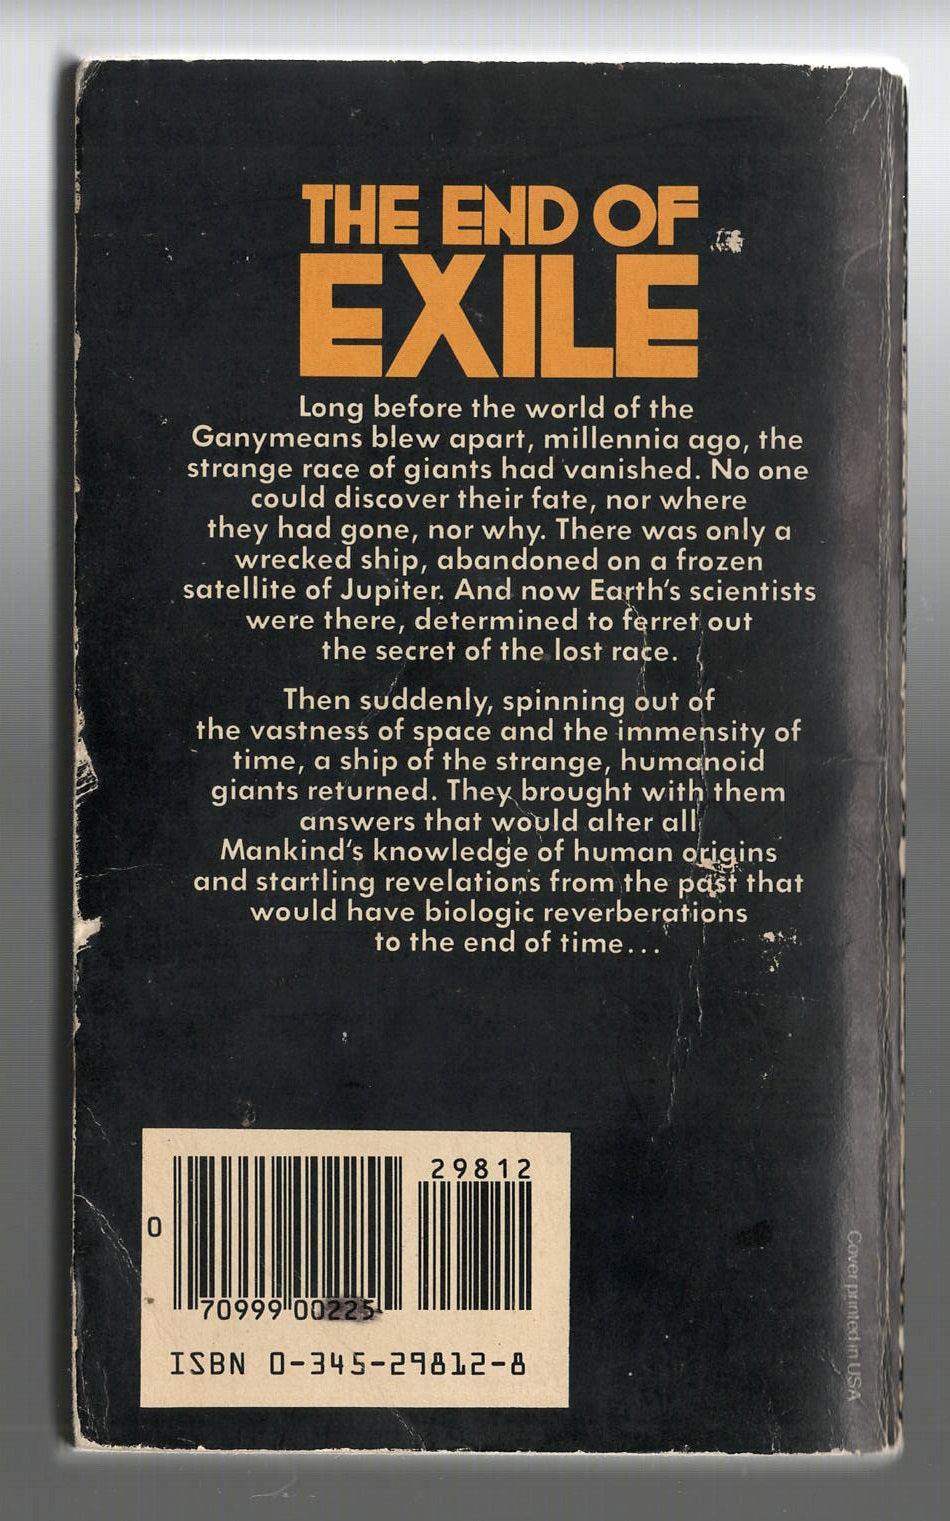 THE END OF
EXILE
Long before the world of the
Ganymeans blew apart, millennia ago, the
strange race of giants had vanished. No one
could discover their fate, nor where
they had gone, nor why. There was only a
wrecked ship, abandoned on a frozen
satellite of Jupiter. And now Earth's scientists
were there, determined to ferret out
the secret of the lost race.
Then suddenly, spinning out of
the vastness of space and the immensity of
time, a ship of the strange, humanoid
giants returned. They brought with them
answers that would alter all
Mankind's knowledge of human origins
and startling revelations from the past that
would have biologic reverberations
to the end of time...
29812
0
70999 00225
ISBN 0-345-29812-8
Cover printed in USA